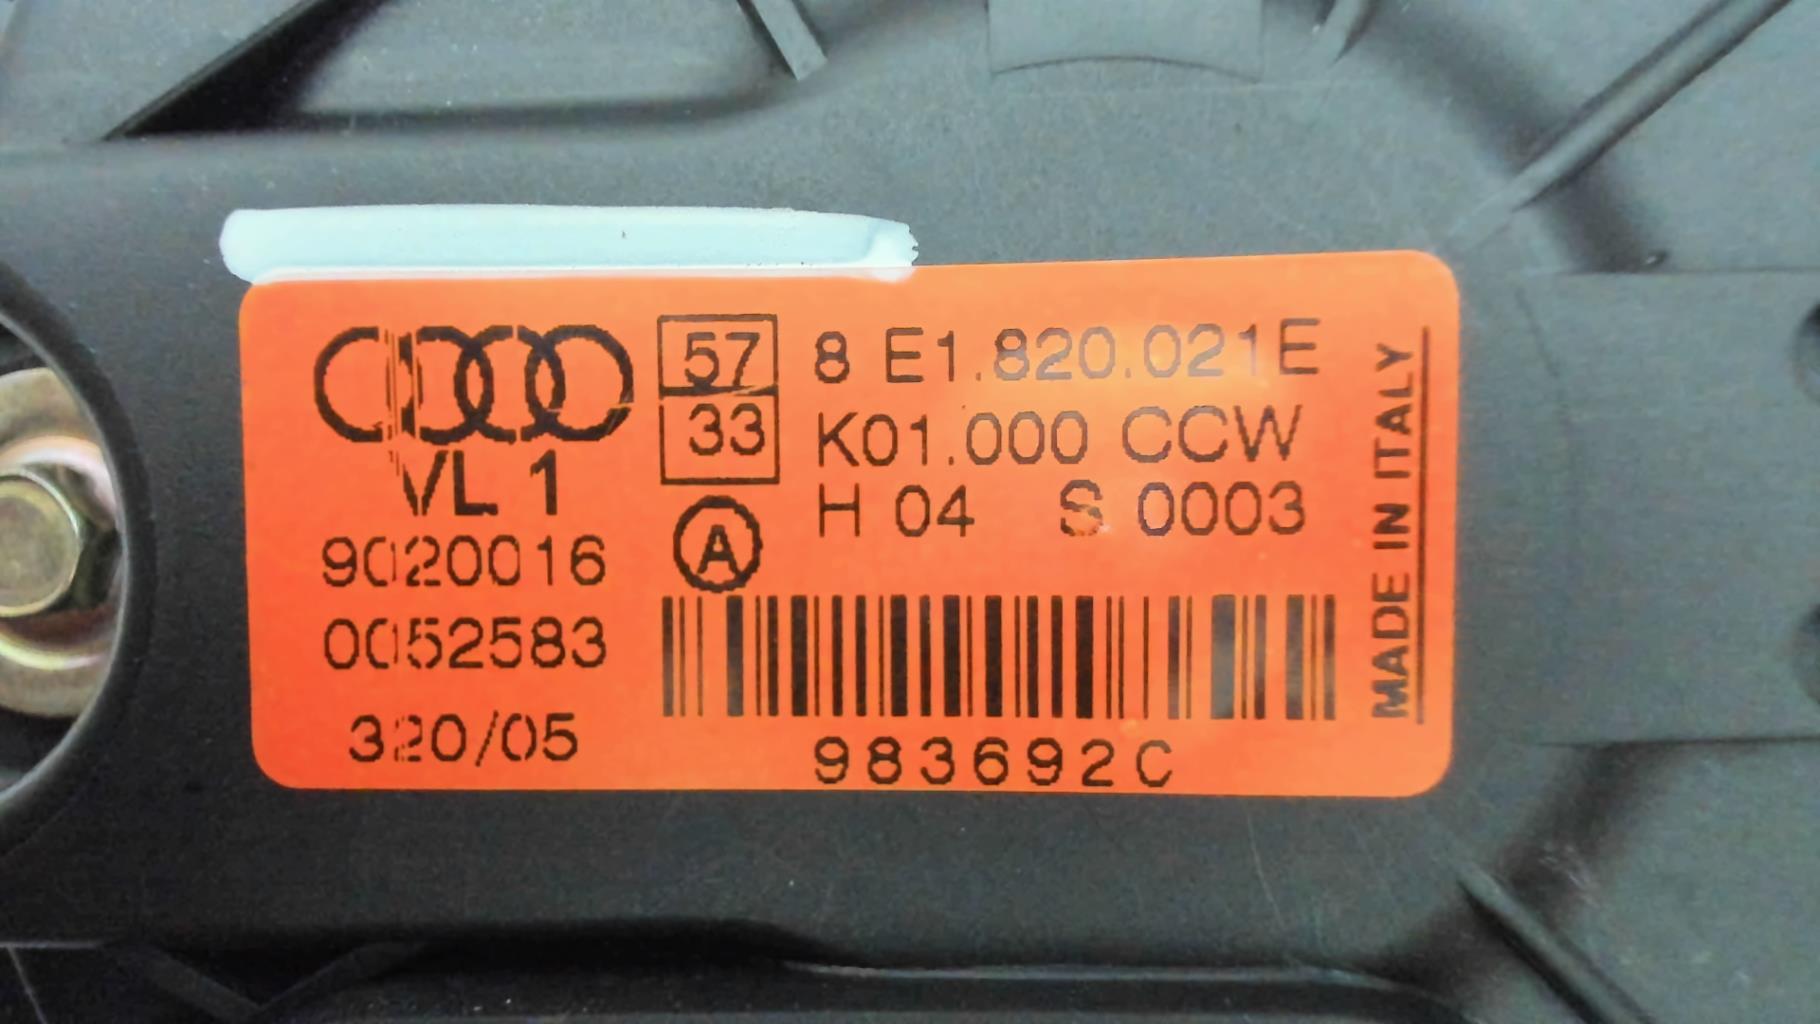 57
33
8 E1.820.021E
K01.000 CCW
H 04 S 0003
VL 1
A
9020016
0052583
320/05
983692C
MADE IN ITALY